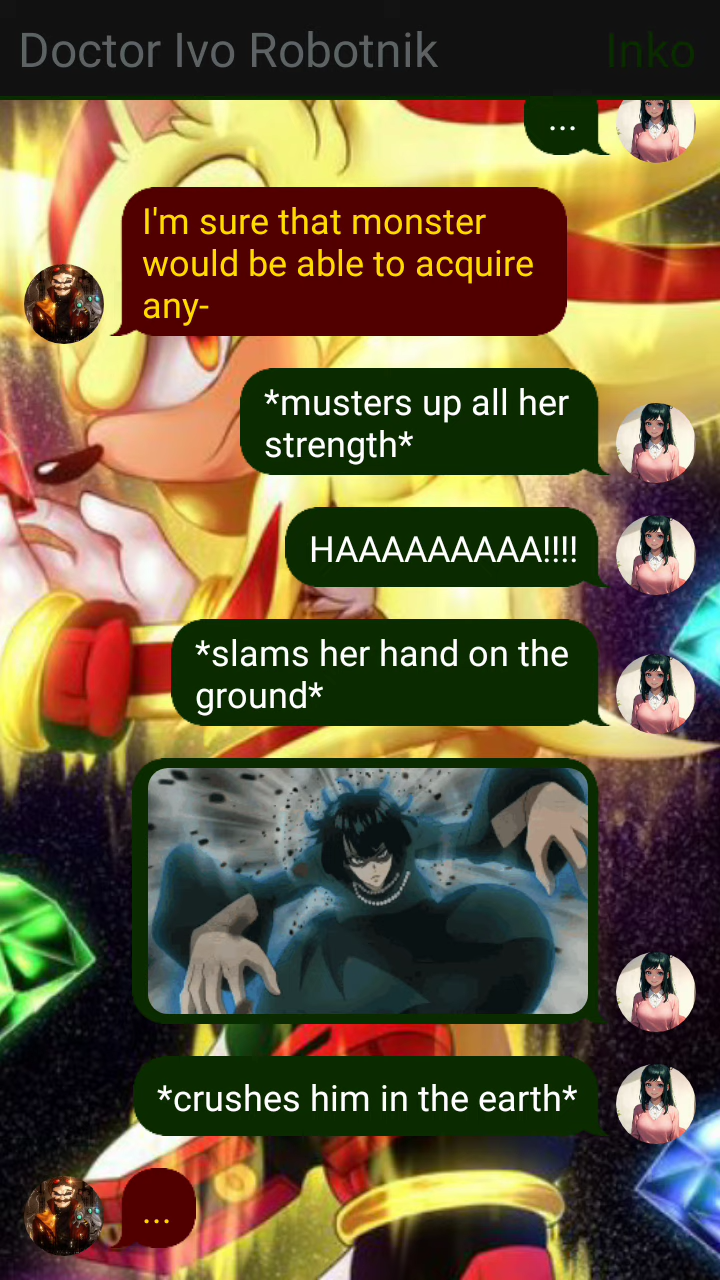 Doctor Ivo Robotnik
Inko
...
I'm sure that monster
would be able to acquire
any-
*musters up all her
strength*
HAAAAAAAAA!!!!
*slams her hand on the
ground*
*crushes him in the earth*
...